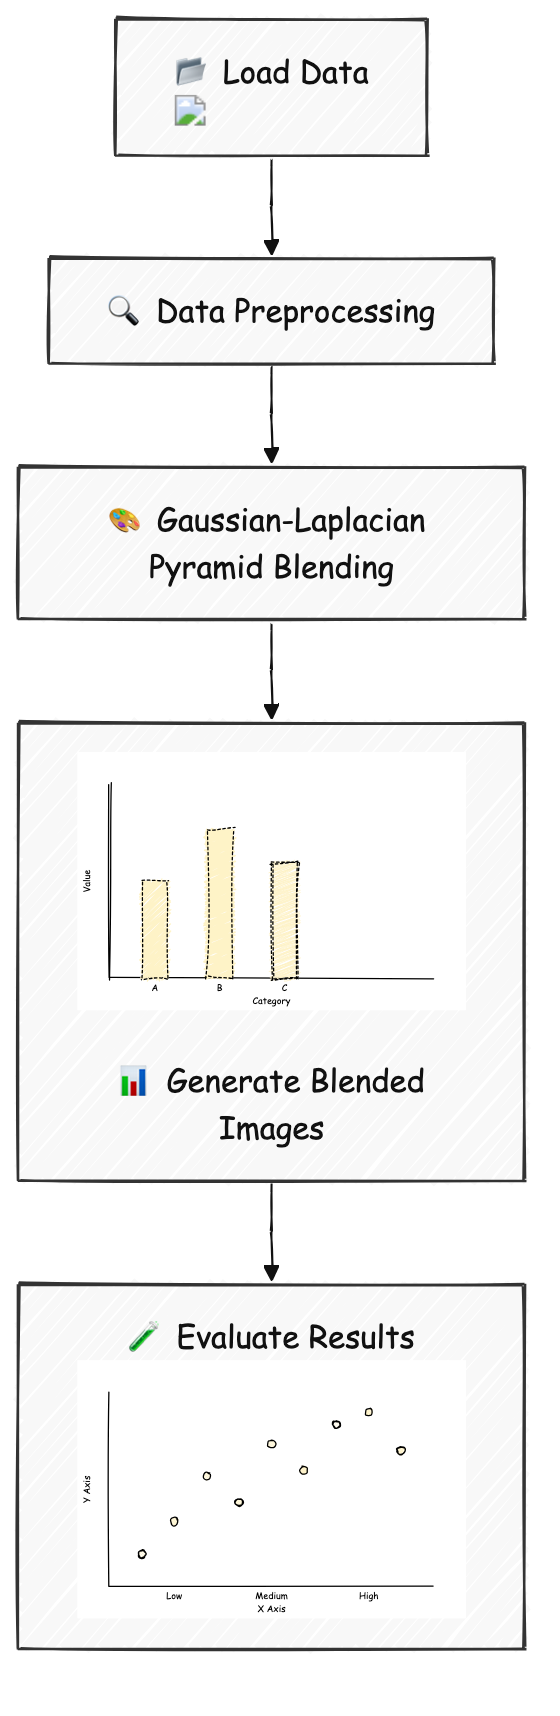 Load Data
Data Preprocessing
Gaussian-Laplacian
Pyramid Blending
Value
A B C
Category
Generate Blended
Images
Evaluate Results
Y Axis
Low Medium High
X Axis